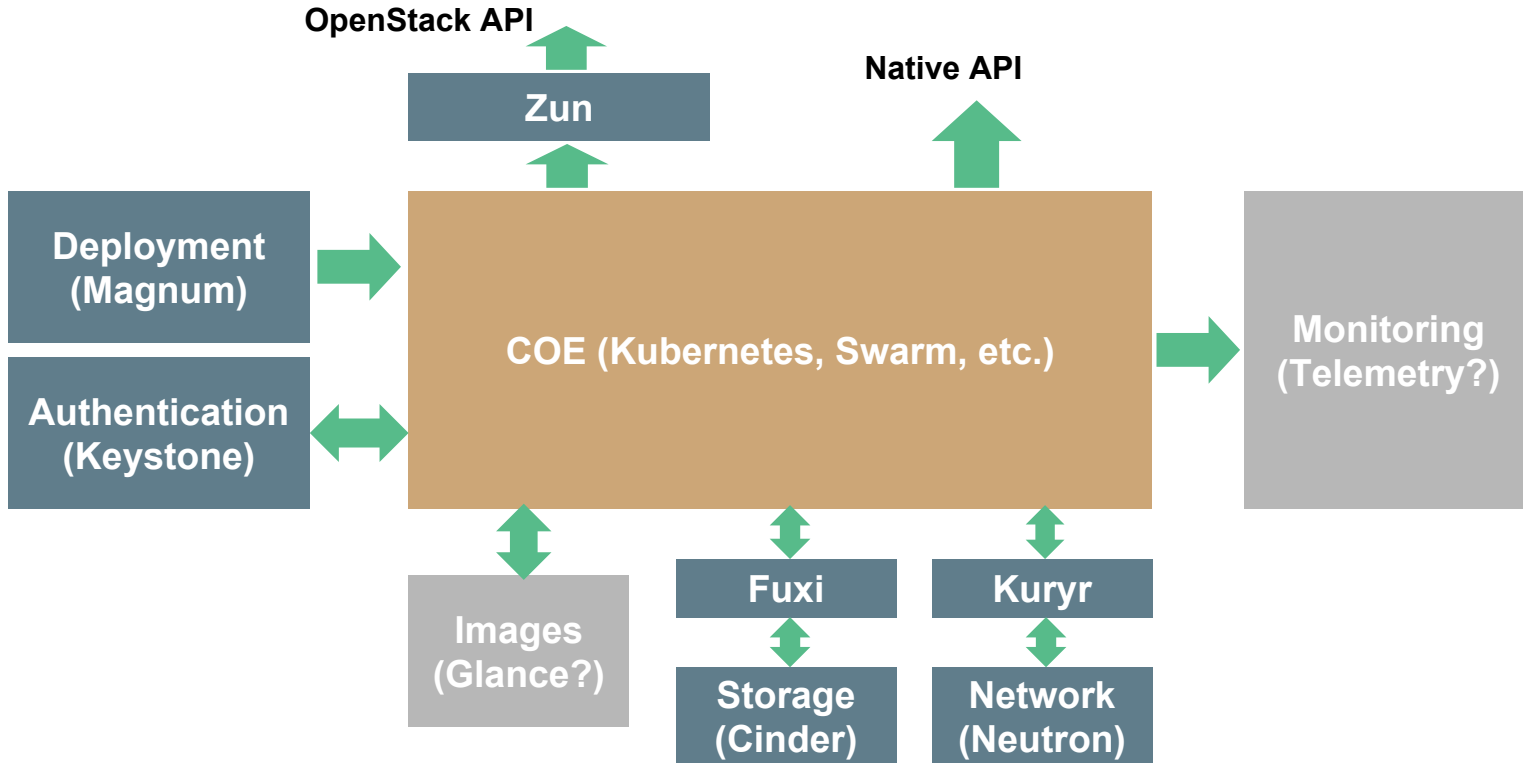 OpenStack API
Native API
Zun
Deployment
(Magnum)
COE (Kubernetes, Swarm, etc.)
Monitoring
(Telemetry?)
Authentication
(Keystone)
Images
(Glance?)
Fuxi
Kuryr
Storage
(Cinder)
Network
(Neutron)